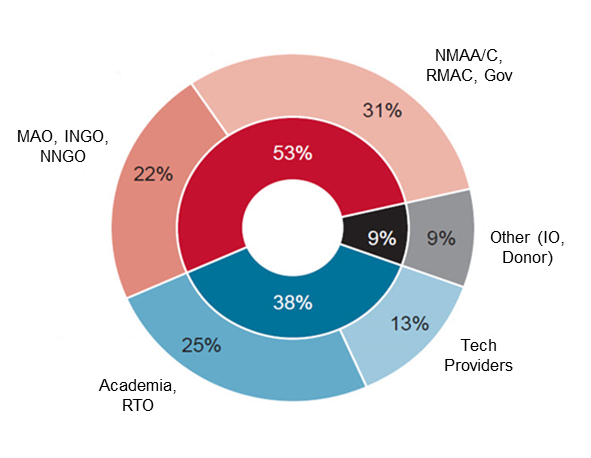 NMAA/C,
RMAC, Gov
31%
MAO, INGO,
NNGO
22%
53%
9%
9%
Other (IO,
Donor)
38%
13%
Tech
Providers
25%
Academia,
RTO